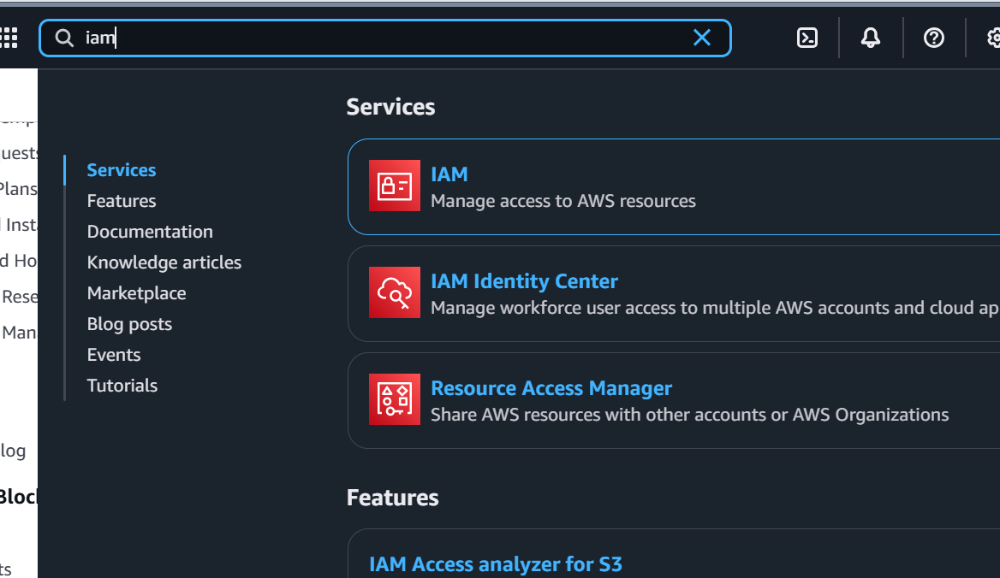 iam
uests
Plans
d Ho
Rese
Man
log
Block
ts
Services
Features
Documentation
Knowledge articles
Marketplace
Blog posts
Events
Tutorials
Services
IAM
Manage access to AWS resources
IAM Identity Center
Manage workforce user access to multiple AWS accounts and cloud ap
Resource Access Manager
Share AWS resources with other accounts or AWS Organizations
Features
IAM Access analyzer for S3